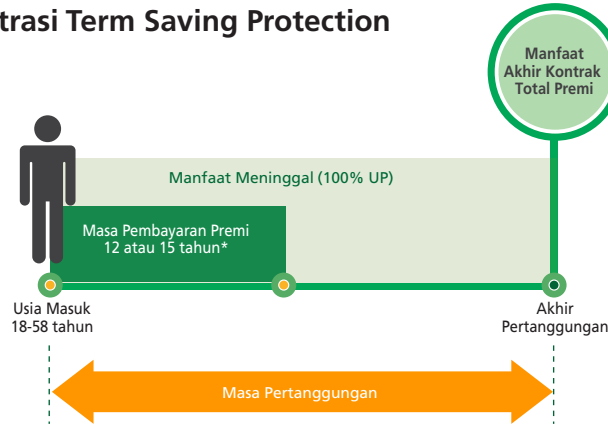 trasi Term Saving Protection
Manfaat
Akhir Kontrak
Total Premi
Manfaat Meninggal (100% UP)
Masa Pembayaran Premi
12 atau 15 tahun*
Usia Masuk
18-58 tahun
Akhir
Pertanggungan
Masa Pertanggungan